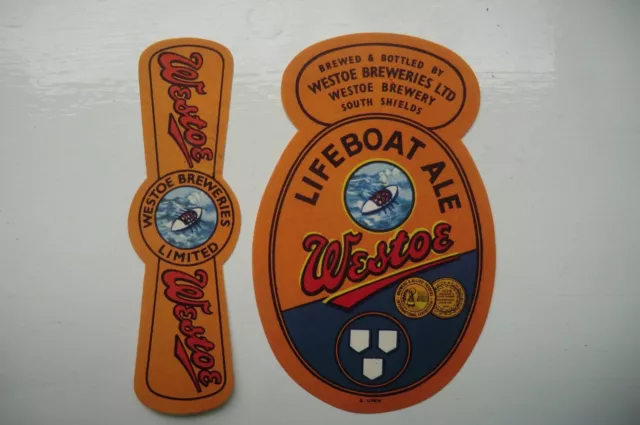 Westoe
WESTOE BREWERIES
LIMITED
Westoe
BREWED & BOTTLED BY
WESTOE BREWERIES LTD
WESTOE BREWERY
SOUTH SHIELDS
LIFEBOAT ALE
Westoe